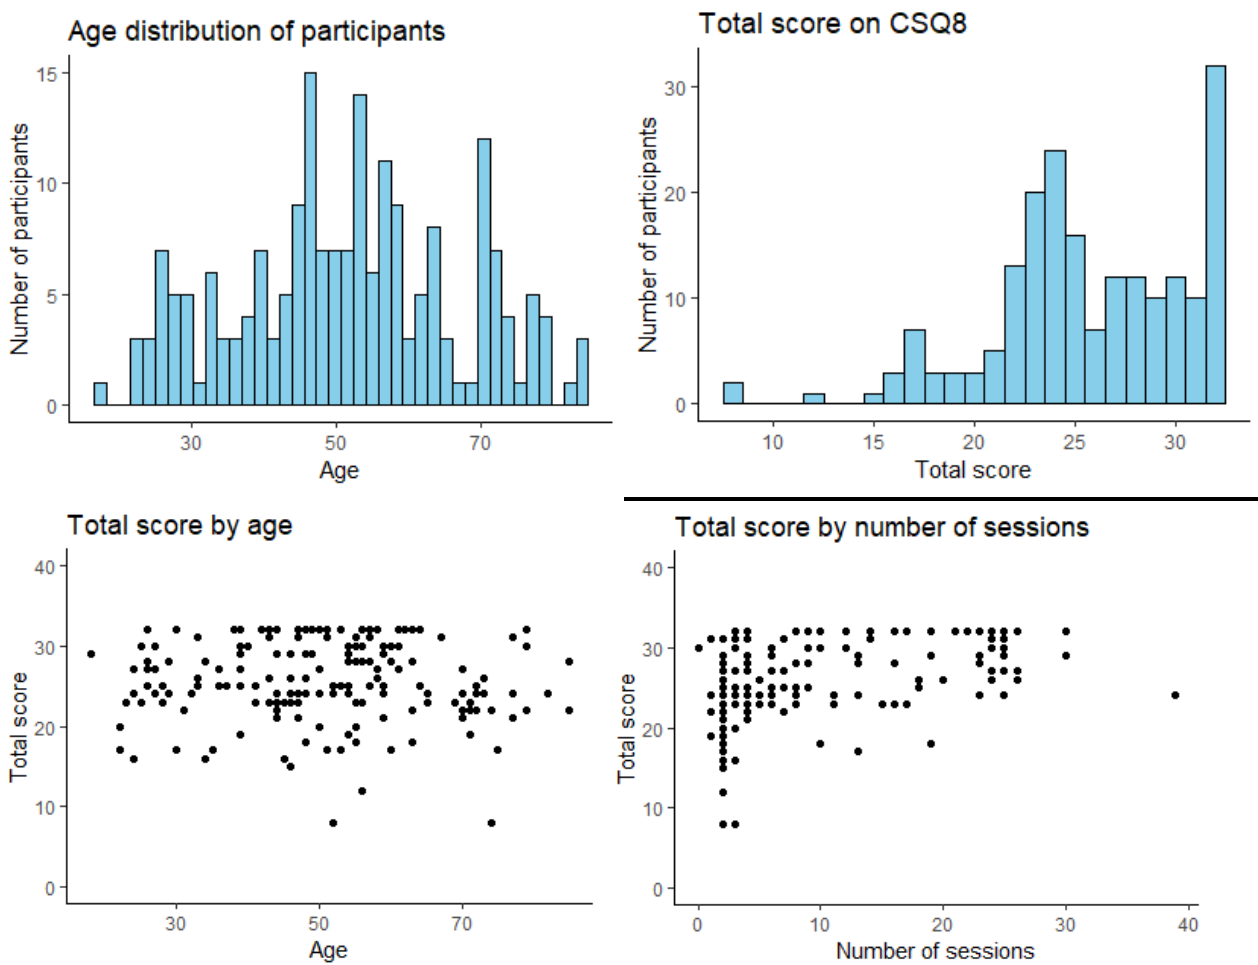 Age distribution of participants
Number of participants
15
10
5
0
30 50 70
Age
Total score on CSQ8
Number of participants
30
20
10
0
10 15 20 25 30
Total score
Total score by age
Total score
40
30
20
10
0
30 50 70
Age
Total score by number of sessions
Total score
40
30
20
10
0
0 10 20 30 40
Number of sessions